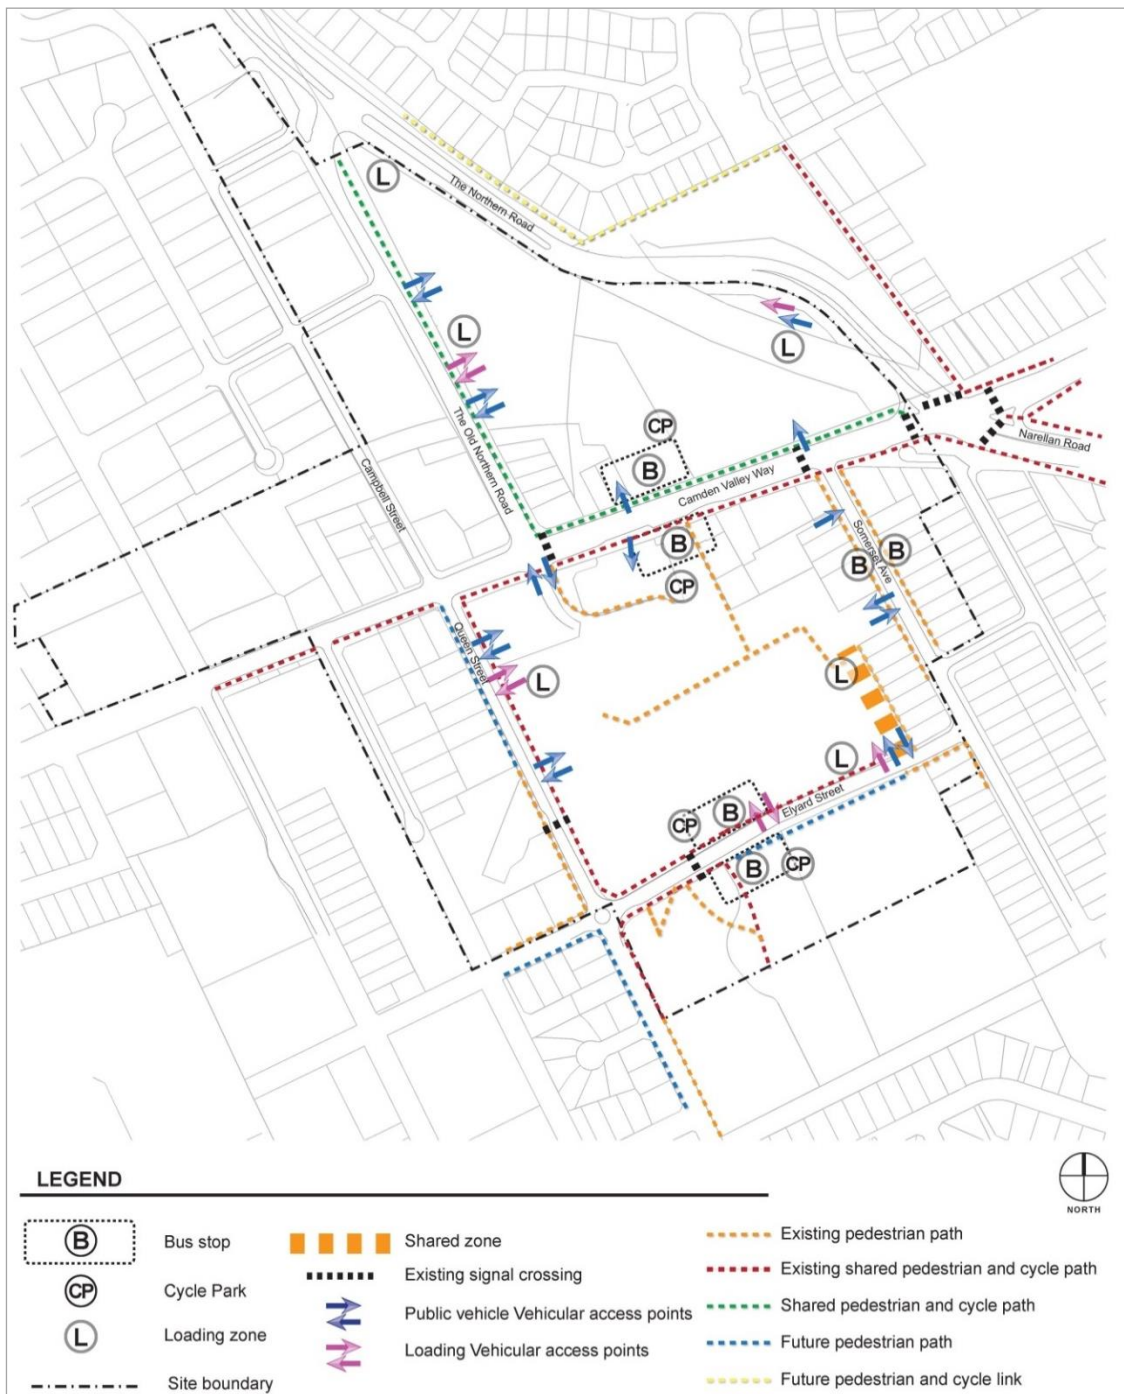 L
The Northern Road
L
L
CP
B
Narellan Road
The Old Northern Road
Camden Valley Way
Campbell Street
B
CP
Somerset Ave
B
B
Queen Street
L
L
L
Elyard Street
CP
B
B
CP
LEGEND
NORTH
B
Bus stop
CP
Cycle Park
L
Loading zone
Site boundary
Shared zone
Existing signal crossing
Public vehicle Vehicular access points
Loading Vehicular access points
Existing pedestrian path
Existing shared pedestrian and cycle path
Shared pedestrian and cycle path
Future pedestrian path
Future pedestrian and cycle link